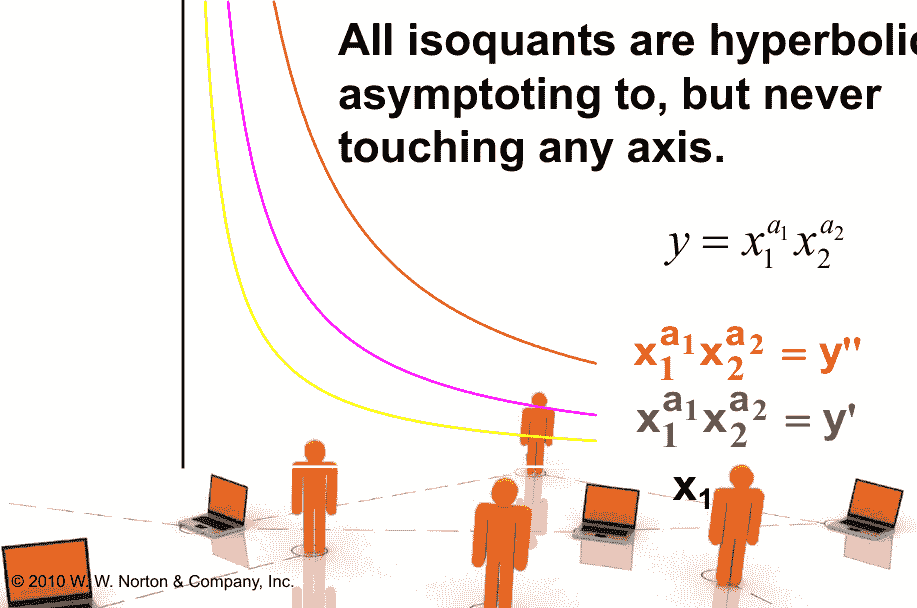 All isoquants are hyperbolic
asymptoting to, but never
touching any axis.
y = x₁^{a₁} x₂^{a₂}
x₁^{a₁} x₂^{a₂} = y"
x₁^{a₁} x₂^{a₂} = y'
x₁
© 2010 W. W. Norton & Company, Inc.